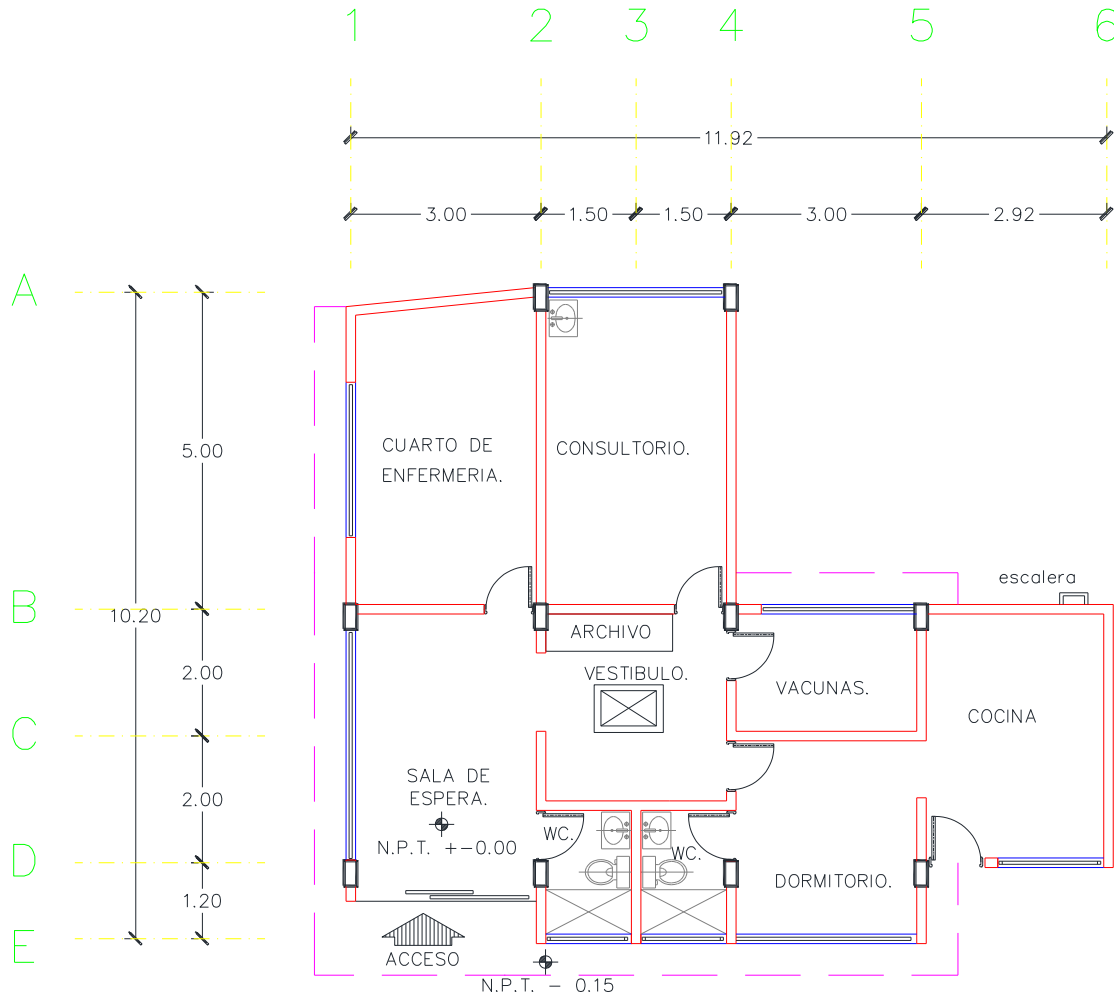 1 2 3 4 5 6
11.92
3.00 1.50 1.50 3.00 2.92
A
5.00
CUARTO DE
ENFERMERIA.
CONSULTORIO.
escalera
B
10.20
ARCHIVO
VESTIBULO.
2.00
VACUNAS.
COCINA
C
SALA DE
ESPERA.
2.00
WC.
N.P.T. +-0.00
WC.
D
DORMITORIO.
1.20
E
ACCESO
N.P.T. - 0.15